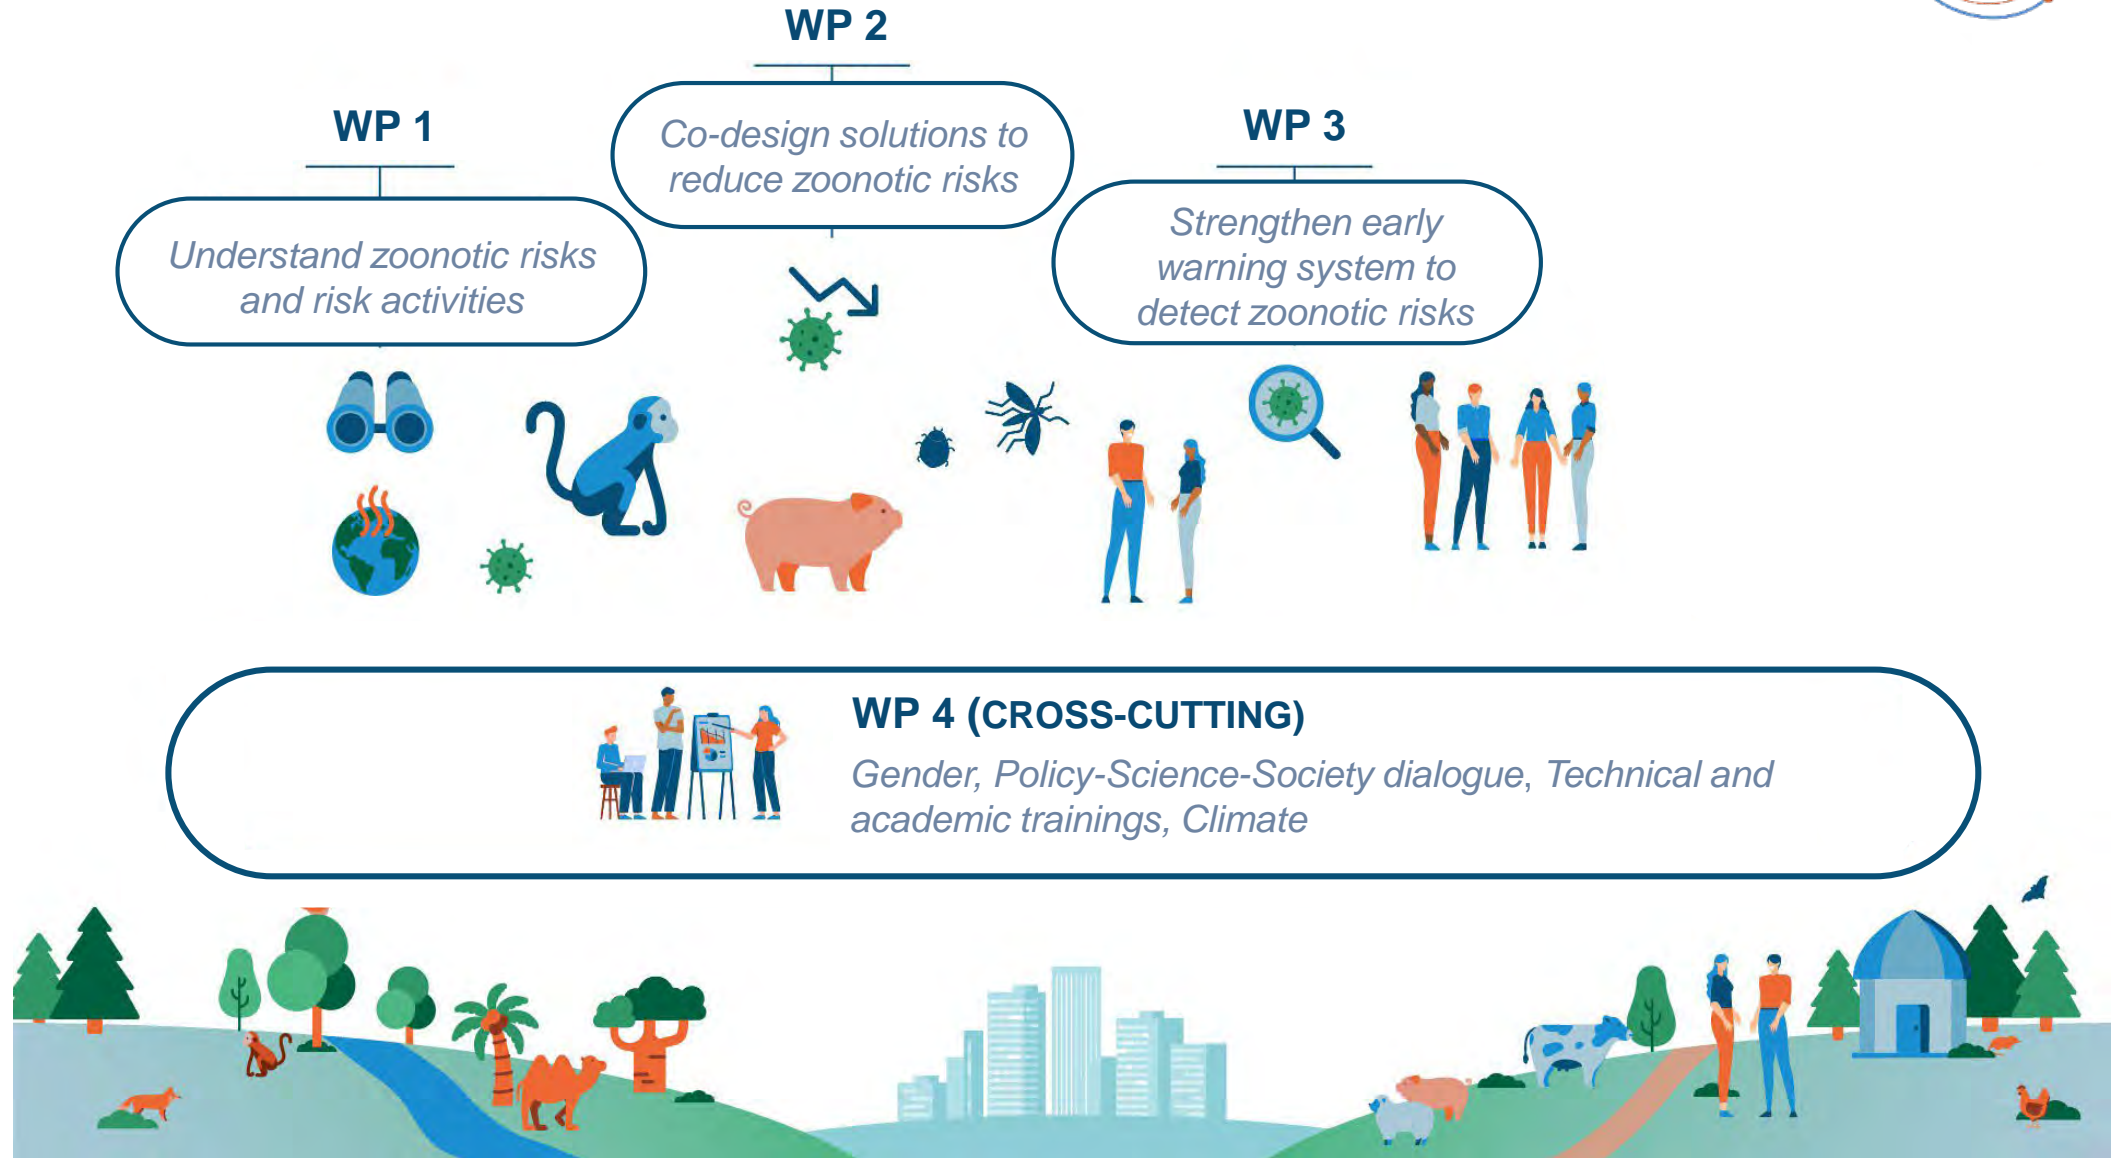 WP 1
Understand zoonotic risks
and risk activities
WP 2
Co-design solutions to
reduce zoonotic risks
WP 3
Strengthen early
warning system to
detect zoonotic risks
WP 4 (CROSS-CUTTING)
Gender, Policy-Science-Society dialogue, Technical and
academic trainings, Climate